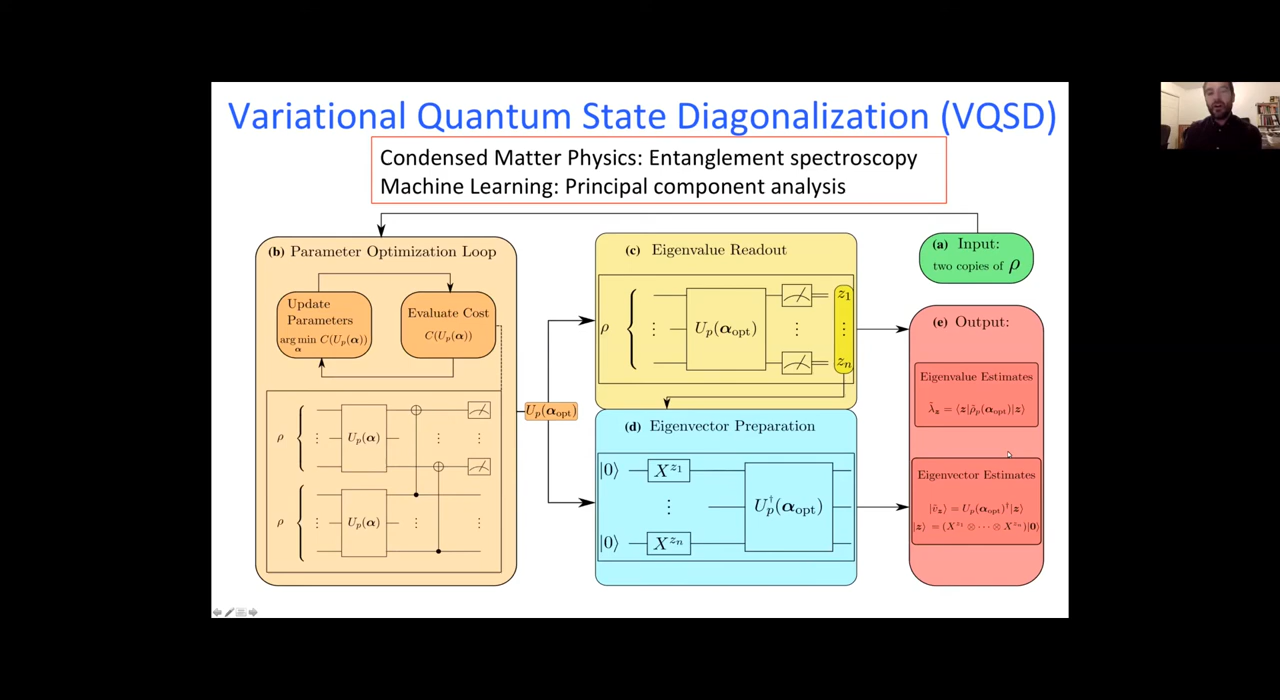 Variational Quantum State Diagonalization (VQSD)
Condensed Matter Physics: Entanglement spectroscopy
Machine Learning: Principal component analysis
(b) Parameter Optimization Loop
Update
Parameters
arg min C(U_p(α))
α
Evaluate Cost
C(U_p(α))
ρ
U_p(α)
ρ
U_p(α)
U_p(α_opt)
(c) Eigenvalue Readout
ρ
U_p(α_opt)
z_1
z_n
(d) Eigenvector Preparation
|0⟩ X^{z_1}
U_p^†(α_opt)
|0⟩ X^{z_n}
(a) Input:
two copies of ρ
(e) Output:
Eigenvalue Estimates
λ̃_z = ⟨z|ρ̃_p(α_opt)|z⟩
Eigenvector Estimates
|ṽ_z⟩ = U_p(α_opt)^†|z⟩
|z⟩ = (X^{z_1} ⊗ ··· ⊗ X^{z_n})|0⟩